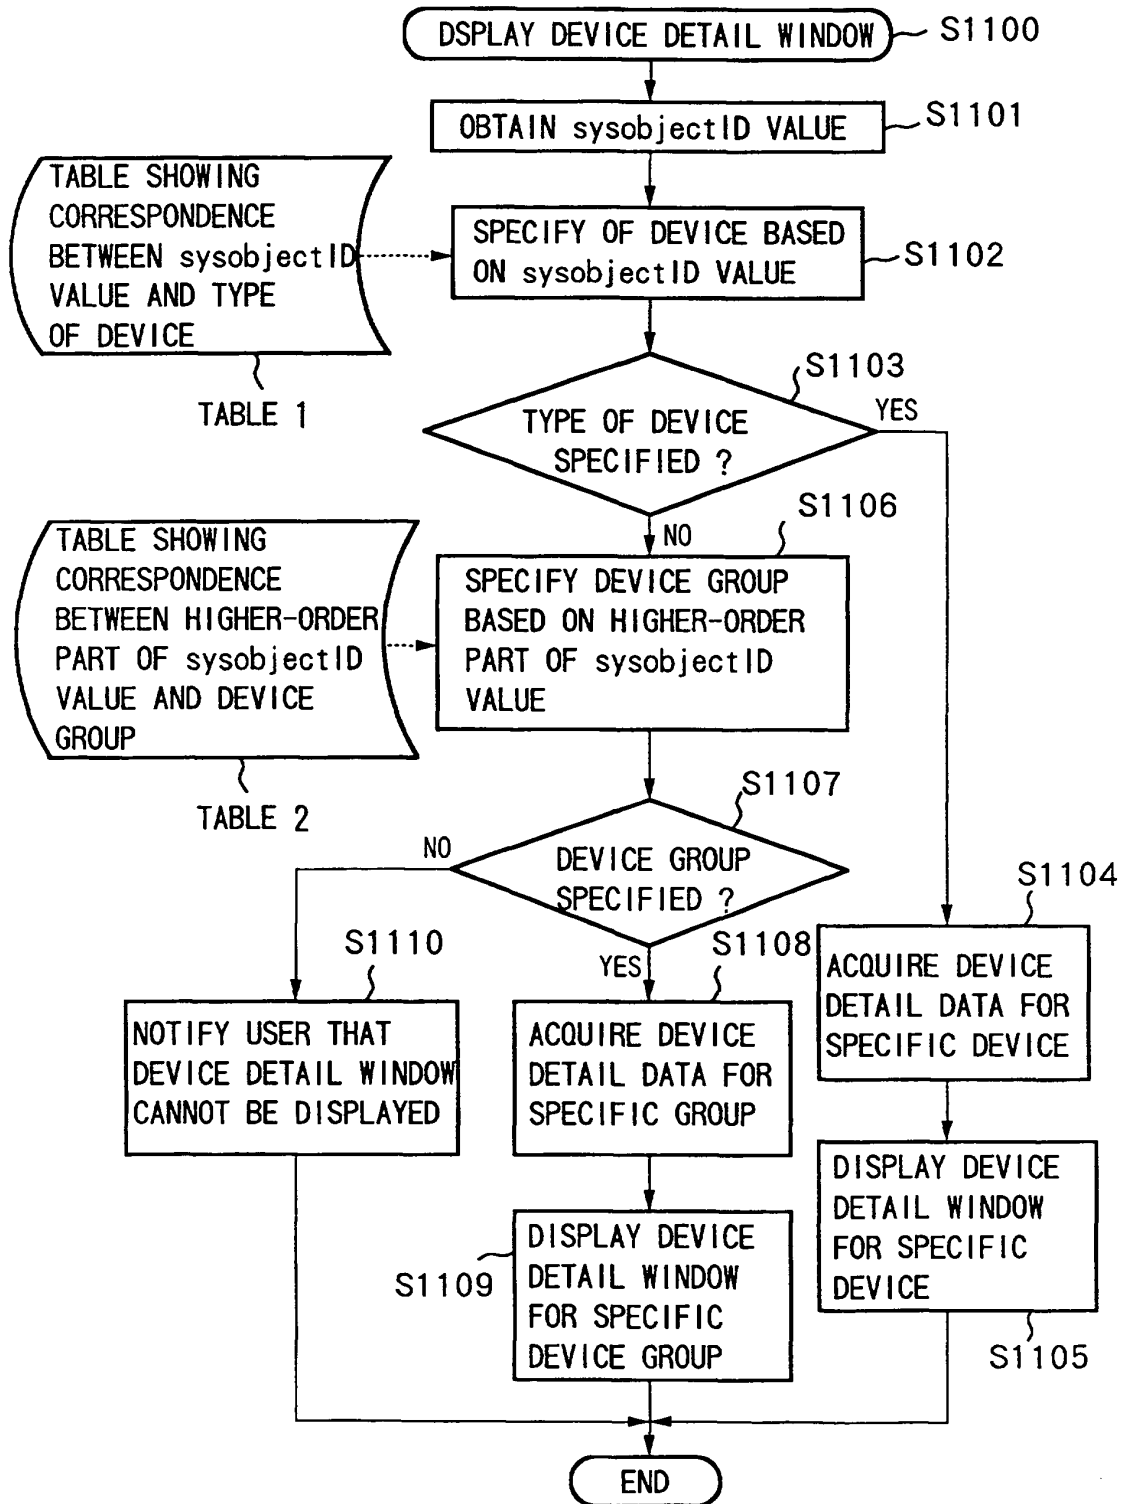 DSPLAY DEVICE DETAIL WINDOW
S1100
OBTAIN sysobjectID VALUE
S1101
TABLE SHOWING
CORRESPONDENCE
BETWEEN sysobjectID
VALUE AND TYPE
OF DEVICE
TABLE 1
SPECIFY OF DEVICE BASED
ON sysobjectID VALUE
S1102
S1103
TYPE OF DEVICE
SPECIFIED ?
YES
NO
S1106
TABLE SHOWING
CORRESPONDENCE
BETWEEN HIGHER-ORDER
PART OF sysobjectID
VALUE AND DEVICE
GROUP
TABLE 2
SPECIFY DEVICE GROUP
BASED ON HIGHER-ORDER
PART OF sysobjectID
VALUE
S1107
DEVICE GROUP
SPECIFIED ?
NO
YES
S1110
NOTIFY USER THAT
DEVICE DETAIL WINDOW
CANNOT BE DISPLAYED
S1108
ACQUIRE DEVICE
DETAIL DATA FOR
SPECIFIC GROUP
S1104
ACQUIRE DEVICE
DETAIL DATA FOR
SPECIFIC DEVICE
S1109
DISPLAY DEVICE
DETAIL WINDOW
FOR SPECIFIC
DEVICE GROUP
DISPLAY DEVICE
DETAIL WINDOW
FOR SPECIFIC
DEVICE
S1105
END